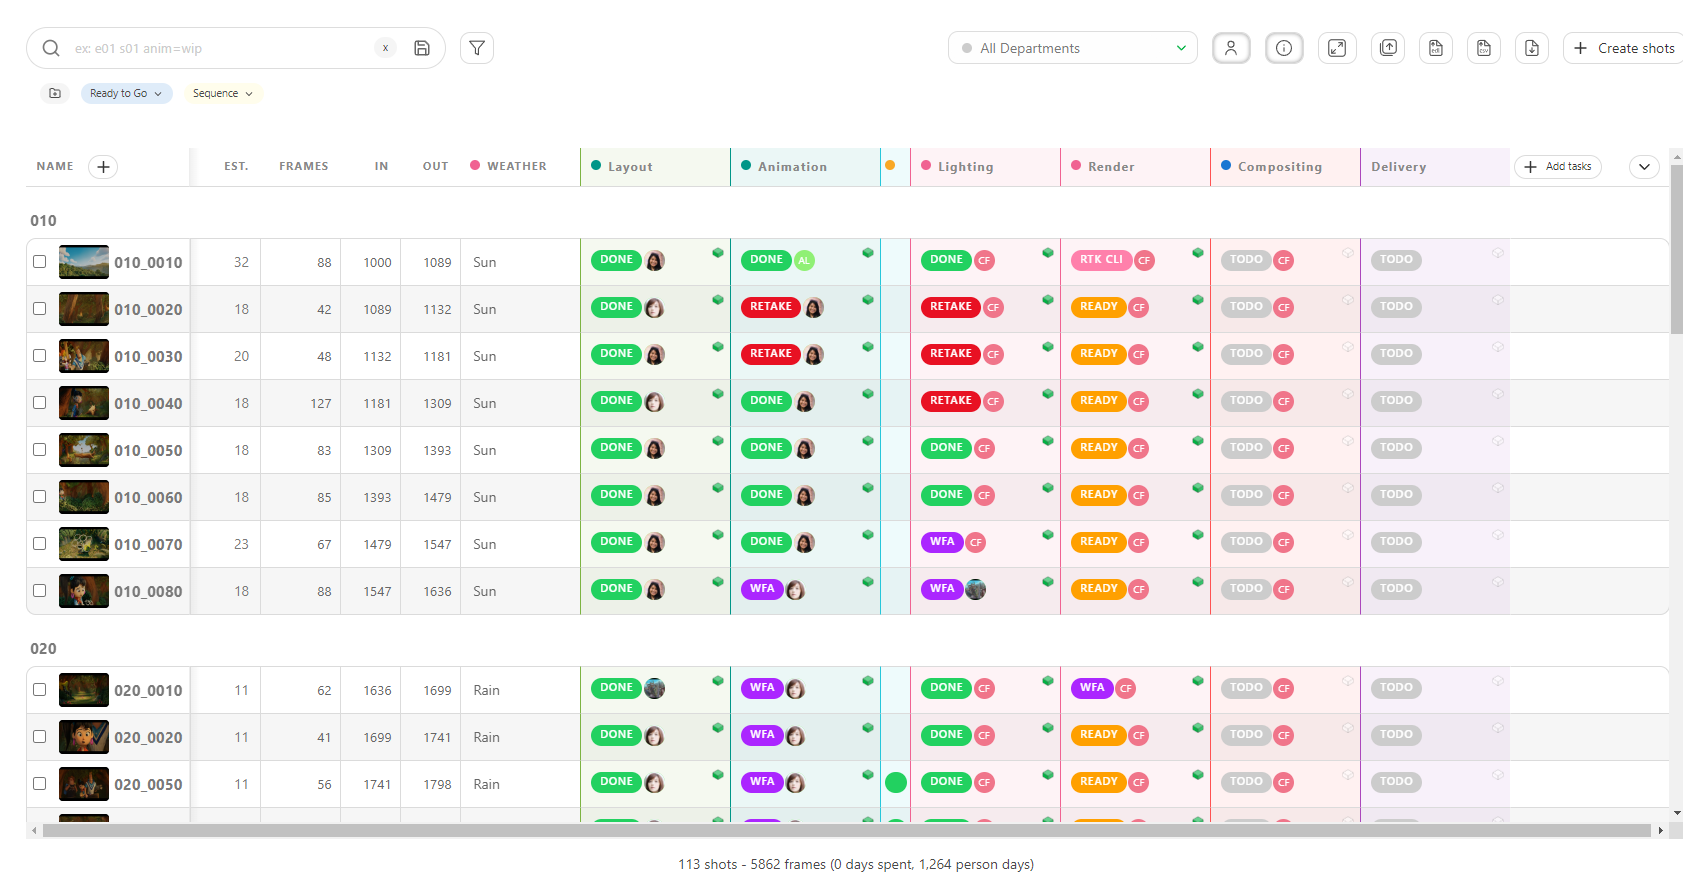 ex: e01 s01 anim=wip x All Departments Create shots
Ready to Go Sequence
NAME EST. FRAMES IN OUT WEATHER Layout Animation Lighting Render Compositing Delivery Add tasks
010
010_0010 32 88 1000 1089 Sun DONE DONE AL DONE CF RTK CLI CF TODO CF TODO
010_0020 18 42 1089 1132 Sun DONE RETAKE RETAKE CF READY CF TODO CF TODO
010_0030 20 48 1132 1181 Sun DONE RETAKE RETAKE CF READY CF TODO CF TODO
010_0040 18 127 1181 1309 Sun DONE DONE RETAKE CF READY CF TODO CF TODO
010_0050 18 83 1309 1393 Sun DONE DONE DONE CF READY CF TODO CF TODO
010_0060 18 85 1393 1479 Sun DONE DONE DONE CF READY CF TODO CF TODO
010_0070 23 67 1479 1547 Sun DONE DONE WFA CF READY CF TODO CF TODO
010_0080 18 88 1547 1636 Sun DONE WFA WFA READY CF TODO CF TODO
020
020_0010 11 62 1636 1699 Rain DONE WFA DONE CF WFA CF TODO CF TODO
020_0020 11 41 1699 1741 Rain DONE WFA DONE CF READY CF TODO CF TODO
020_0050 11 56 1741 1798 Rain DONE WFA DONE CF READY CF TODO CF TODO
113 shots - 5862 frames (0 days spent, 1,264 person days)